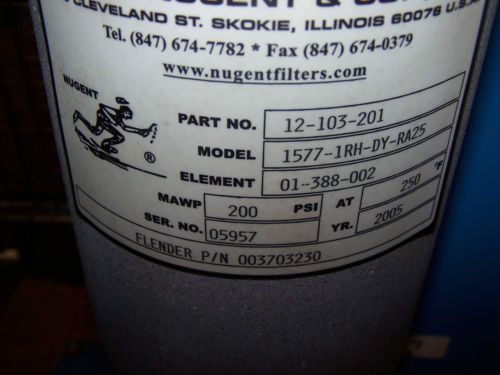 NUGENT & 
CLEVELAND ST. SKOKIE, ILLINOIS 60076 U.S.A.
Tel. (847) 674-7782 * Fax (847) 674-0379
www.nugentfilters.com
NUGENT
®
PART NO. 12-103-201
MODEL 1577-1RH-DY-RA25
ELEMENT 01-388-002
MAWP 200 PSI AT 250 °F
SER. NO. 05957 YR. 2005
FLENDER P/N 003703230